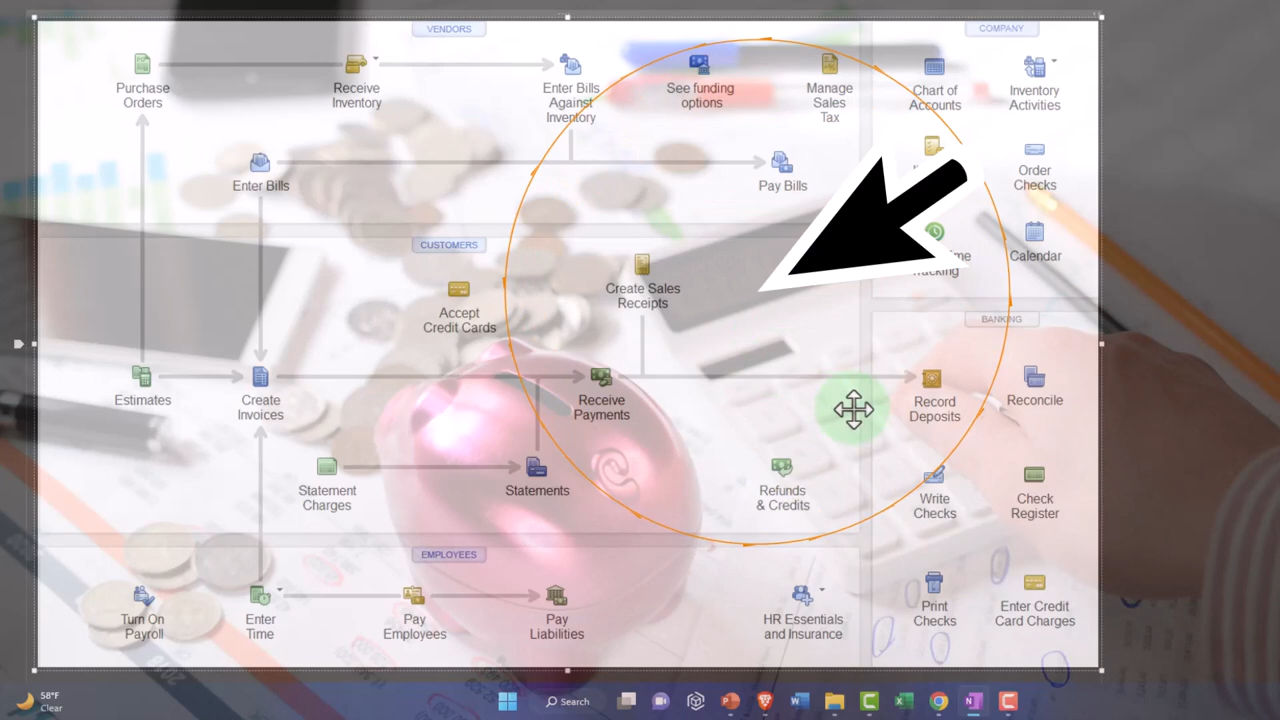 VENDORS
COMPANY
Purchase
Orders
Receive
Inventory
Enter Bills
Against
Inventory
See funding
options
Manage
Sales
Tax
Chart of
Accounts
Inventory
Activities
Enter Bills
Pay Bills
Order
Checks
CUSTOMERS
Calendar
Tracking
Create Sales
Receipts
Accept
Credit Cards
BANKING
Estimates
Create
Invoices
Receive
Payments
Record
Deposits
Reconcile
Statement
Charges
Statements
Refunds
& Credits
Write
Checks
Check
Register
EMPLOYEES
Turn On
Payroll
Enter
Time
Pay
Employees
Pay
Liabilities
HR Essentials
and Insurance
Print
Checks
Enter Credit
Card Charges
58°F
Clear
Search